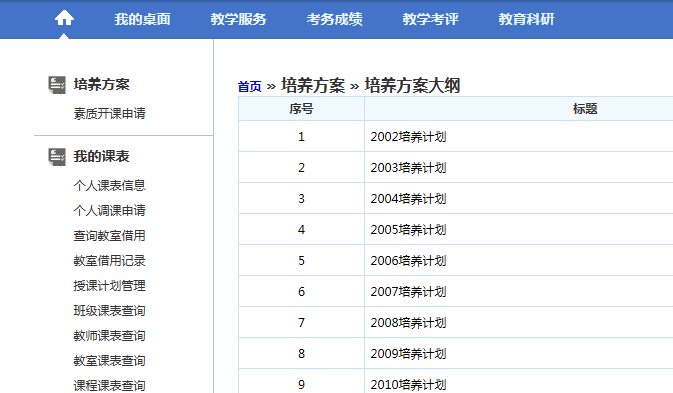 我的桌面 教学服务 考务成绩 教学考评 教育科研
培养方案
素质开课申请
我的课表
个人课表信息
个人调课申请
查询教室借用
教室借用记录
授课计划管理
班级课表查询
教师课表查询
教室课表查询
课程课表查询
首页 » 培养方案 » 培养方案大纲
序号 标题
1 2002培养计划
2 2003培养计划
3 2004培养计划
4 2005培养计划
5 2006培养计划
6 2007培养计划
7 2008培养计划
8 2009培养计划
9 2010培养计划